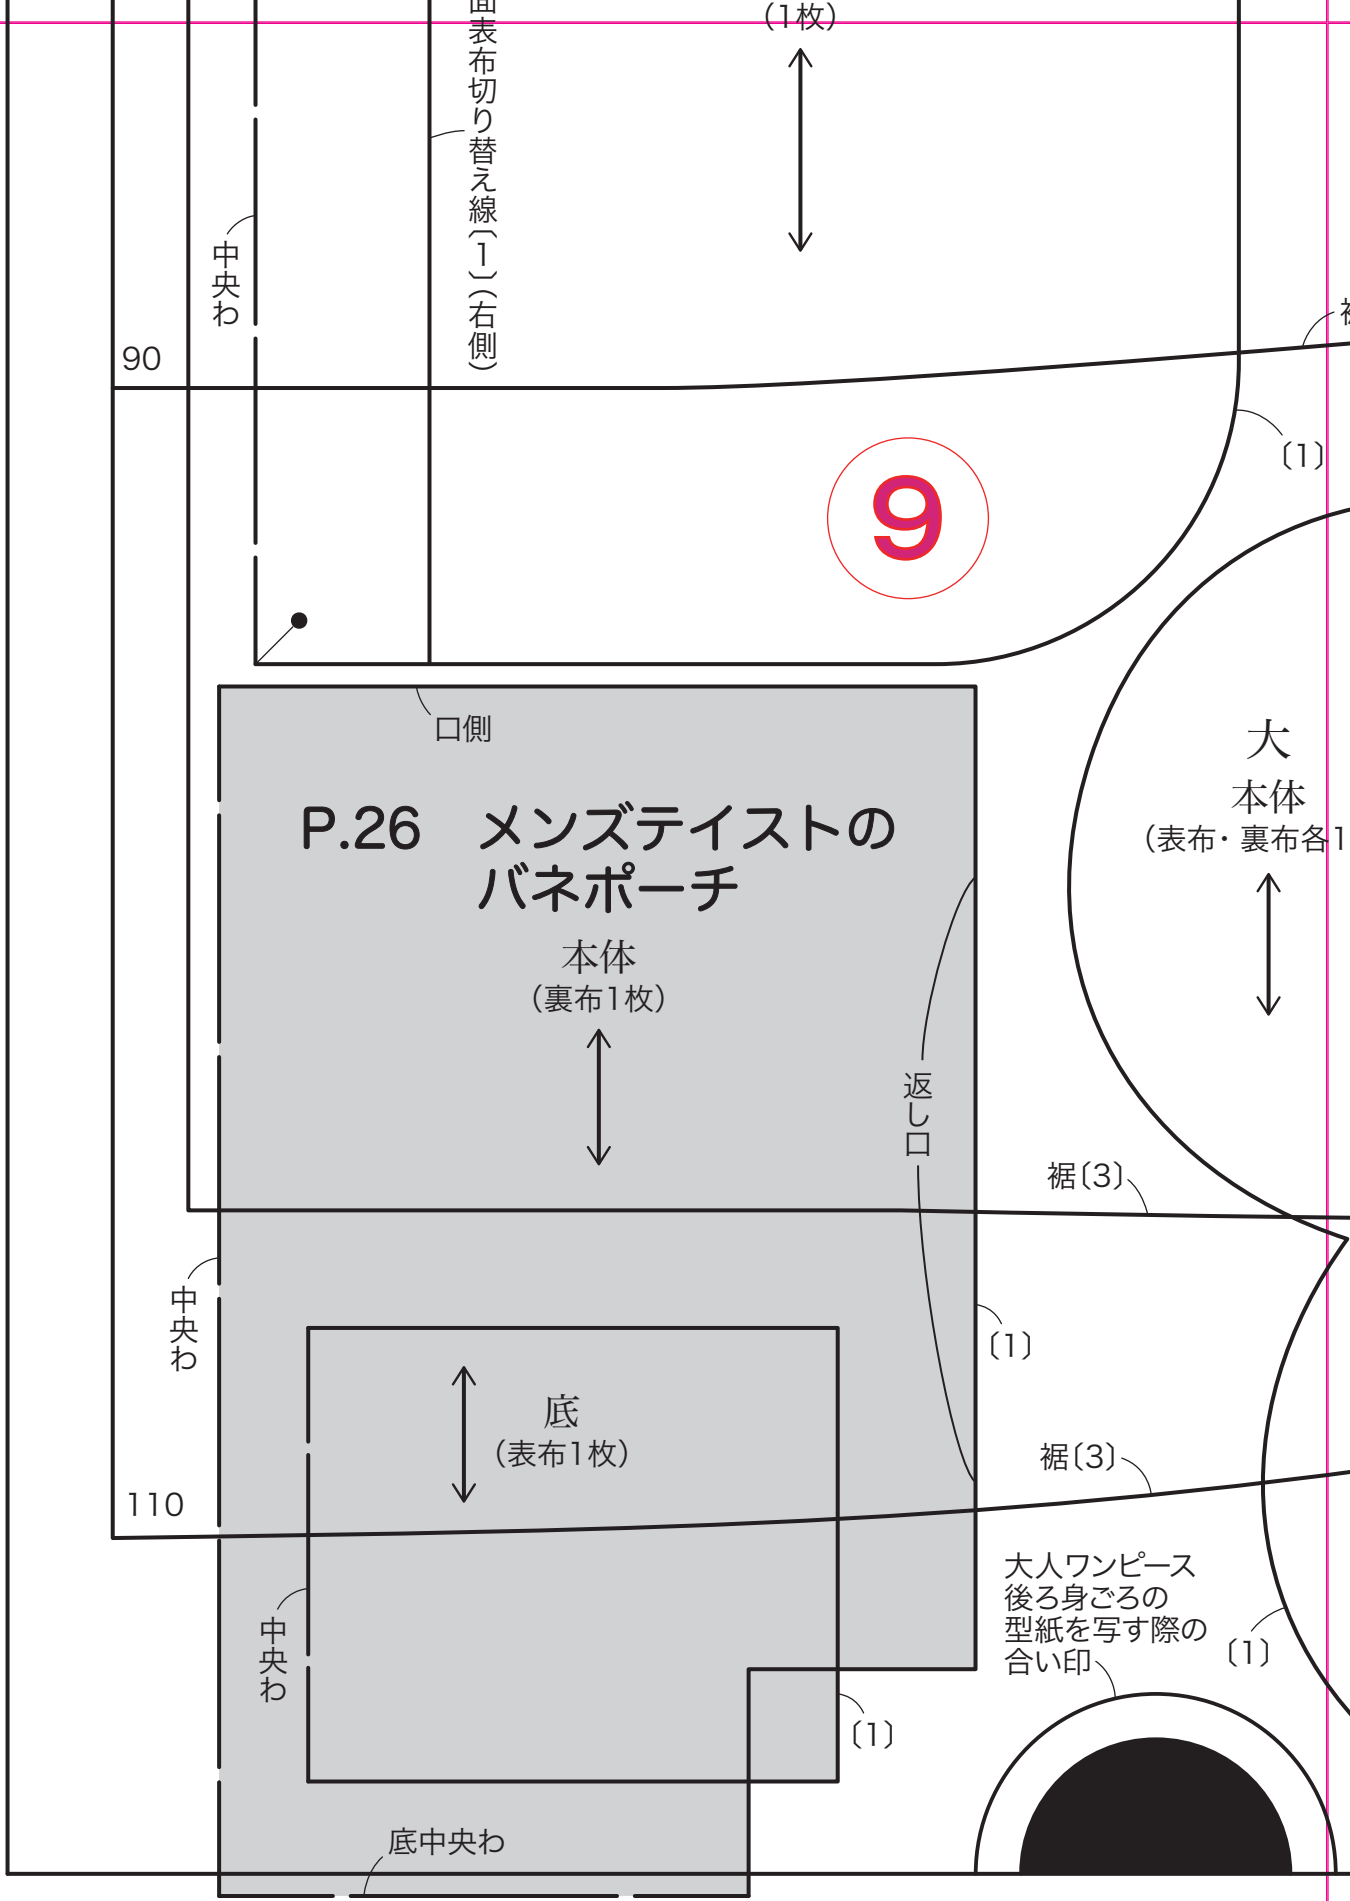 （1枚）
面表布切り替え線〔1〕（右側）
中央わ
90
〔1〕
9
口側
P.26　メンズテイストの
バネポーチ
本体
（裏布1枚）
返し口
大
本体
（表布・裏布各1
裾〔3〕
中央わ
〔1〕
底
（表布1枚）
裾〔3〕
110
中央わ
大人ワンピース
後ろ身ごろの
型紙を写す際の
合い印
〔1〕
〔1〕
底中央わ